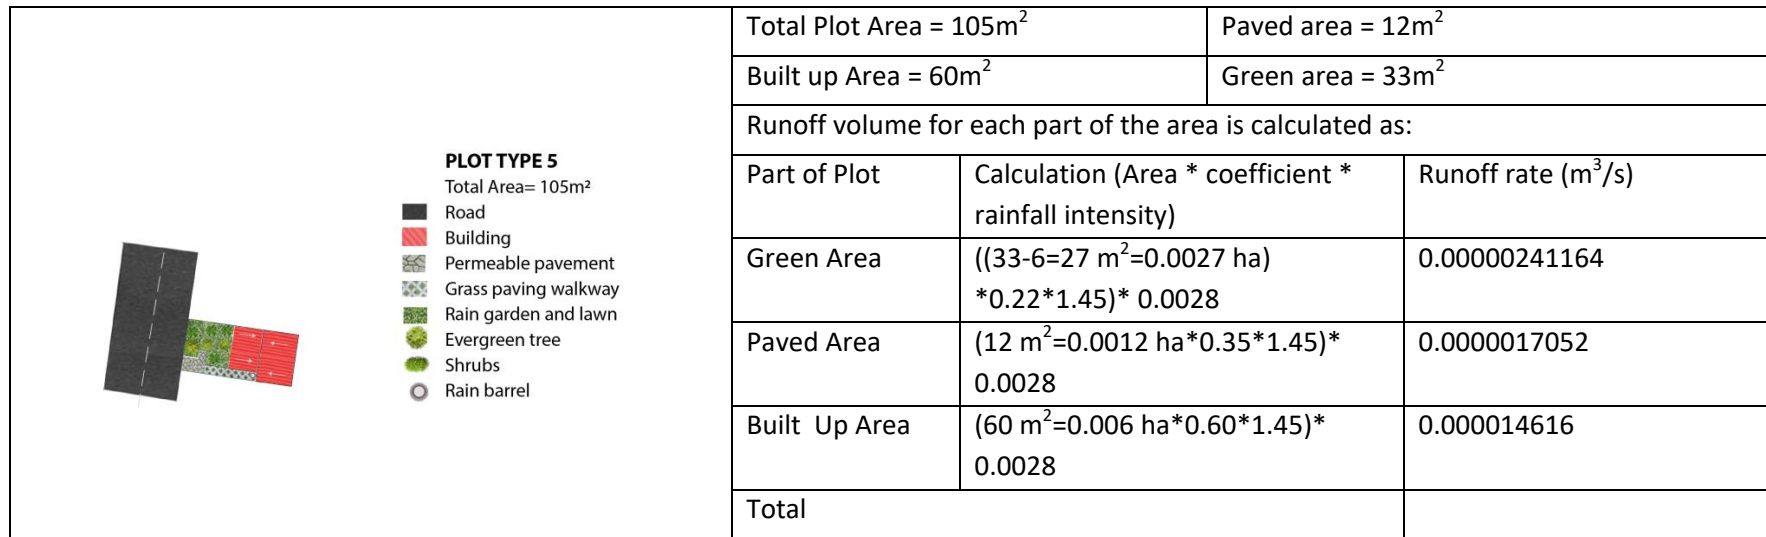 PLOT TYPE 5
Total Area= 105m²
Road
Building
Permeable pavement
Grass paving walkway
Rain garden and lawn
Evergreen tree
Shrubs
Rain barrel
Total Plot Area = 105m²
Paved area = 12m²
Built up Area = 60m²
Green area = 33m²
Runoff volume for each part of the area is calculated as:
Part of Plot
Calculation (Area * coefficient *
rainfall intensity)
Runoff rate (m³/s)
Green Area
((33-6=27 m²=0.0027 ha)
*0.22*1.45)* 0.0028
0.00000241164
Paved Area
(12 m²=0.0012 ha*0.35*1.45)*
0.0028
0.0000017052
Built Up Area
(60 m²=0.006 ha*0.60*1.45)*
0.0028
0.000014616
Total